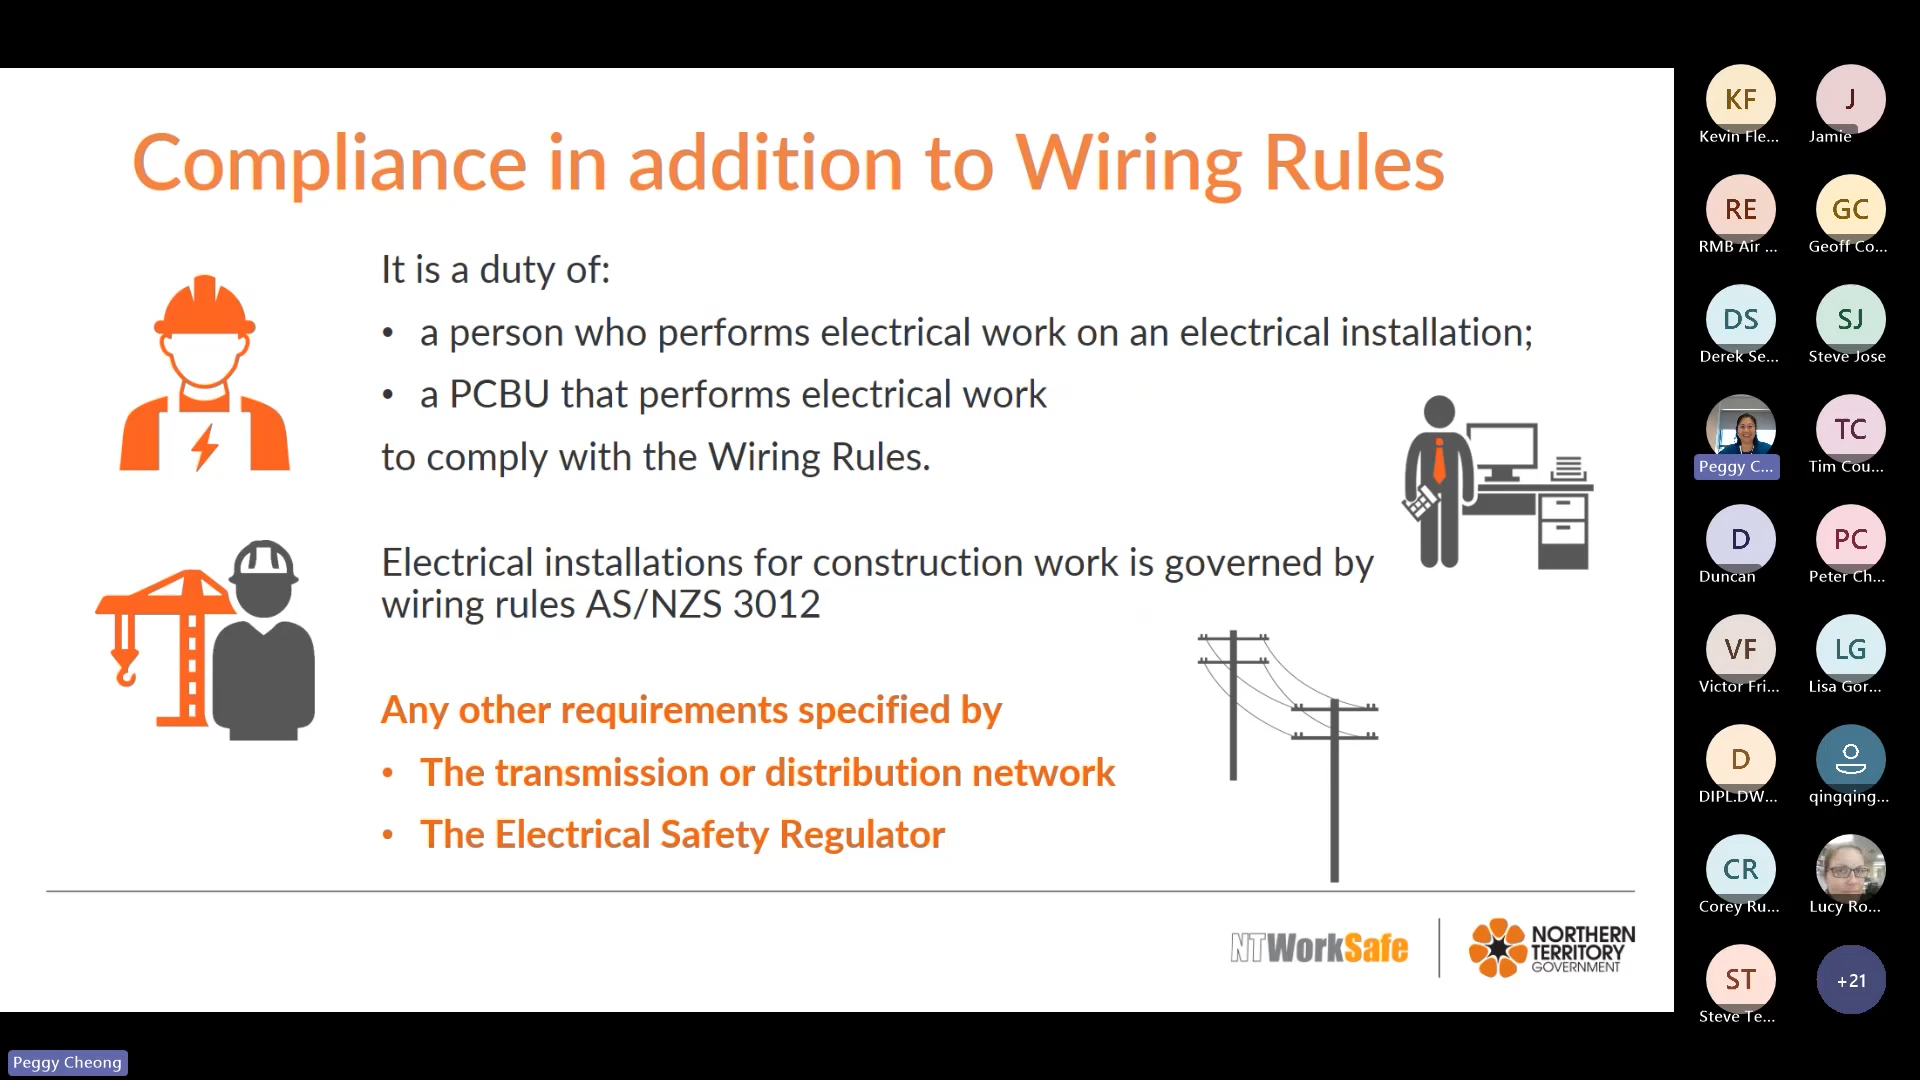 Compliance in addition to Wiring Rules
It is a duty of:
• a person who performs electrical work on an electrical installation;
• a PCBU that performs electrical work
to comply with the Wiring Rules.
Electrical installations for construction work is governed by
wiring rules AS/NZS 3012
Any other requirements specified by
• The transmission or distribution network
• The Electrical Safety Regulator
NTWorkSafe
NORTHERN
TERRITORY
GOVERNMENT
KF
Kevin Fle...
J
Jamie
RE
RMB Air ...
GC
Geoff Co...
DS
Derek Se...
SJ
Steve Jose
Peggy C...
TC
Tim Cou...
D
Duncan
PC
Peter Ch...
VF
Victor Fri...
LG
Lisa Gor...
D
DIPL.DW...
qingqing...
CR
Corey Ru...
Lucy Ro...
ST
Steve Te...
+21
Peggy Cheong